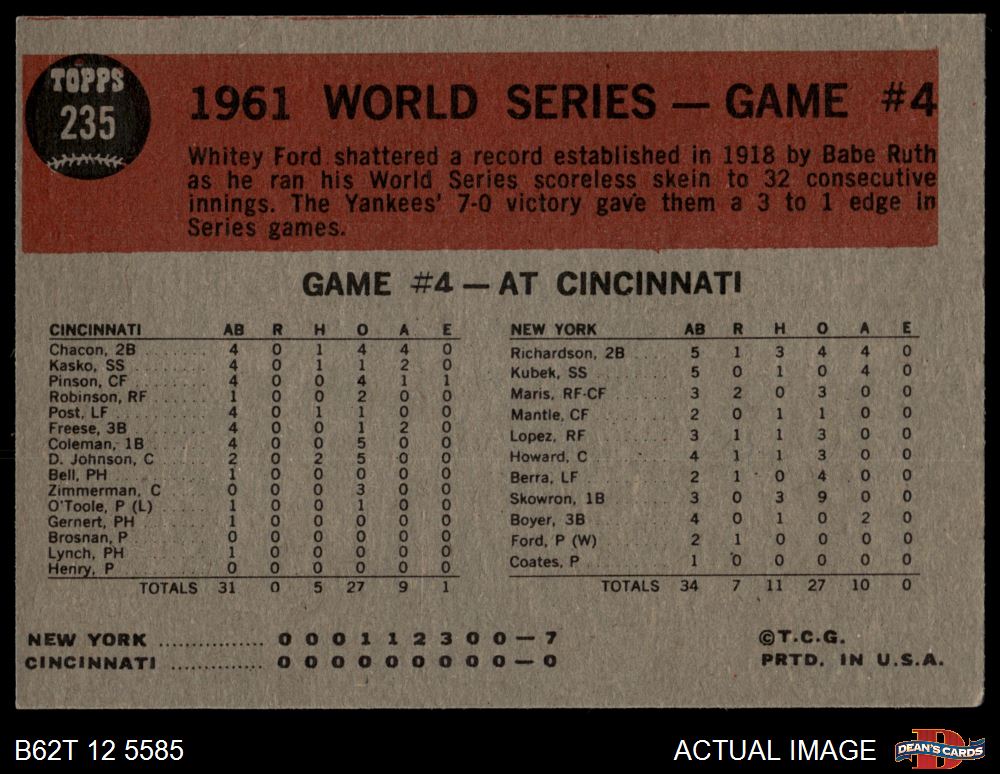 TOPPS
235
1961 WORLD SERIES — GAME #4
Whitey Ford shattered a record established in 1918 by Babe Ruth
as he ran his World Series scoreless skein to 32 consecutive
innings. The Yankees' 7-0 victory gave them a 3 to 1 edge in
Series games.
GAME #4 — AT CINCINNATI
CINCINNATI AB R H O A E
Chacon, 2B 4 0 1 4 4 0
Kasko, SS 4 0 1 1 2 0
Pinson, CF 4 0 0 4 1 1
Robinson, RF 1 0 0 2 0 0
Post, LF 4 0 1 1 0 0
Freese, 3B 4 0 0 1 2 0
Coleman, 1B 4 0 0 5 0 0
D. Johnson, C 2 0 2 5 0 0
Bell, PH 1 0 0 0 0 0
Zimmerman, C 0 0 0 3 0 0
O'Toole, P (L) 1 0 0 1 0 0
Gernert, PH 1 0 0 0 0 0
Brosnan, P 0 0 0 0 0 0
Lynch, PH 1 0 0 0 0 0
Henry, P 0 0 0 0 0 0
TOTALS 31 0 5 27 9 1
NEW YORK AB R H O A E
Richardson, 2B 5 1 3 4 4 0
Kubek, SS 5 0 1 0 4 0
Maris, RF-CF 3 2 0 3 0 0
Mantle, CF 2 0 1 1 0 0
Lopez, RF 3 1 1 3 0 0
Howard, C 4 1 1 3 0 0
Berra, LF 2 1 0 4 0 0
Skowron, 1B 3 0 3 9 0 0
Boyer, 3B 4 0 1 0 2 0
Ford, P (W) 2 1 0 0 0 0
Coates, P 1 0 0 0 0 0
TOTALS 34 7 11 27 10 0
NEW YORK ............... 0 0 0 1 1 2 3 0 0 — 7
CINCINNATI ............. 0 0 0 0 0 0 0 0 0 — 0
©T.C.G.
PRTD. IN U.S.A.
B62T 12 5585
ACTUAL IMAGE
DEAN'S CARDS